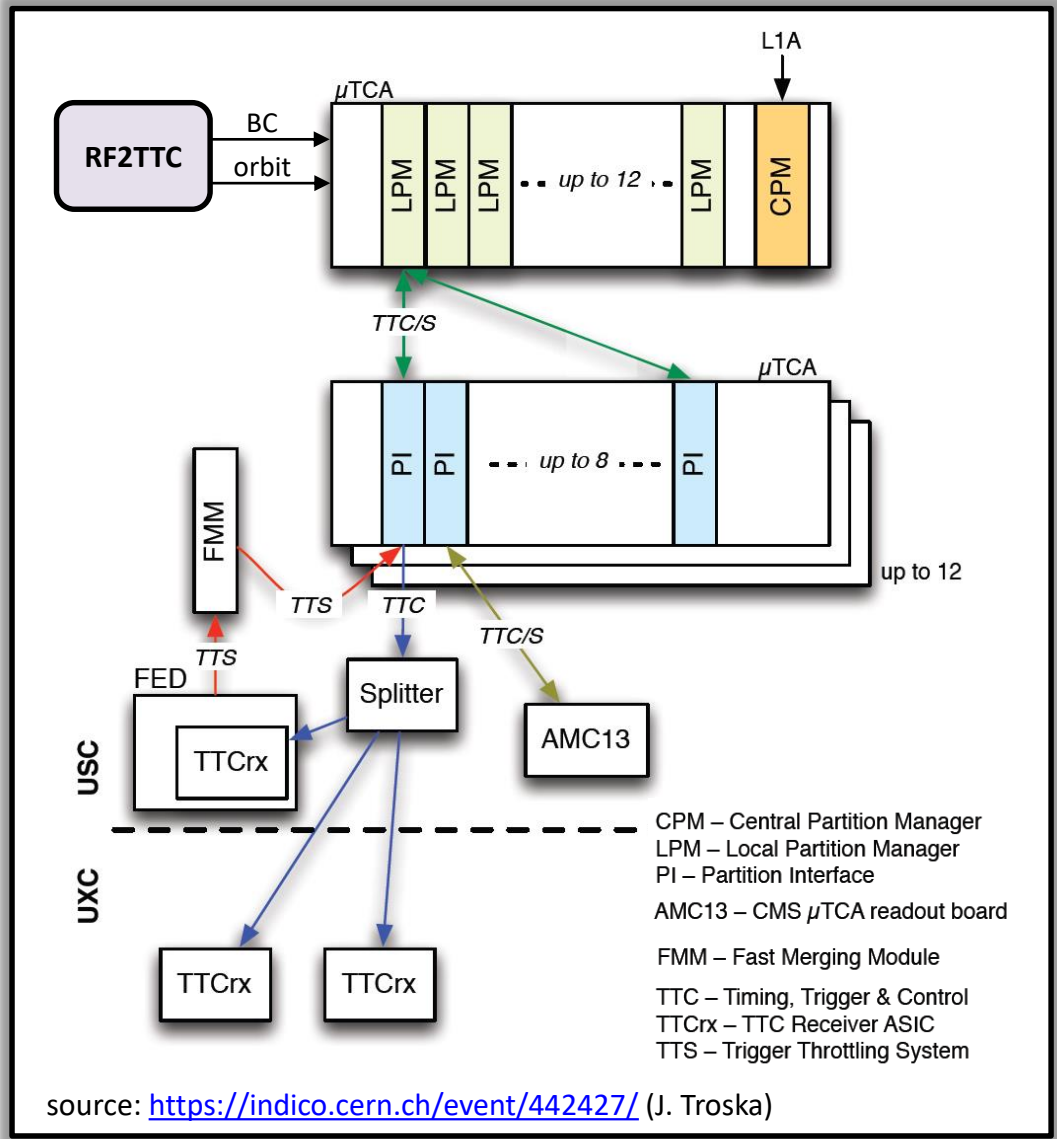 L1A
µTCA
RF2TTC
BC
orbit
LPM
LPM
LPM
up to 12
LPM
CPM
TTC/S
µTCA
PI
PI
up to 8
PI
FMM
up to 12
TTS
TTC
TTC/S
TTS
FED
Splitter
TTCrx
AMC13
USC
UXC
TTCrx
TTCrx
CPM – Central Partition Manager
LPM – Local Partition Manager
PI – Partition Interface
AMC13 – CMS µTCA readout board
FMM – Fast Merging Module
TTC – Timing, Trigger & Control
TTCrx – TTC Receiver ASIC
TTS – Trigger Throttling System
source: https://indico.cern.ch/event/442427/ (J. Troska)